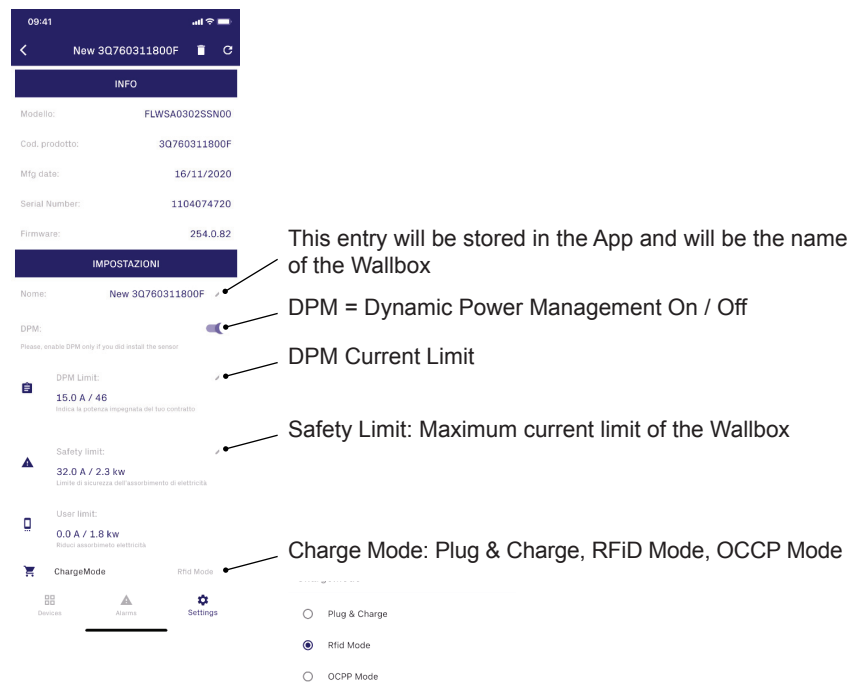 09:41
New 3Q760311800F
INFO
Modello: FLWSA0302SSN00
Cod. prodotto: 3Q760311800F
Mfg date: 16/11/2020
Serial Number: 1104074720
Firmware: 254.0.82
IMPOSTAZIONI
Nome: New 3Q760311800F
DPM:
Please, enable DPM only if you did install the sensor
DPM Limit:
15.0 A / 46
Indica la potenza impegnata del tuo contratto
Safety limit:
32.0 A / 2.3 kw
Limite di sicurezza dell'assorbimento di elettricità
User limit:
0.0 A / 1.8 kw
Riduci assorbimeto elettricità
ChargeMode Rfid Mode
Devices Alarms Settings
This entry will be stored in the App and will be the name
of the Wallbox
DPM = Dynamic Power Management On / Off
DPM Current Limit
Safety Limit: Maximum current limit of the Wallbox
Charge Mode: Plug & Charge, RFiD Mode, OCCP Mode
Plug & Charge
Rfid Mode
OCPP Mode